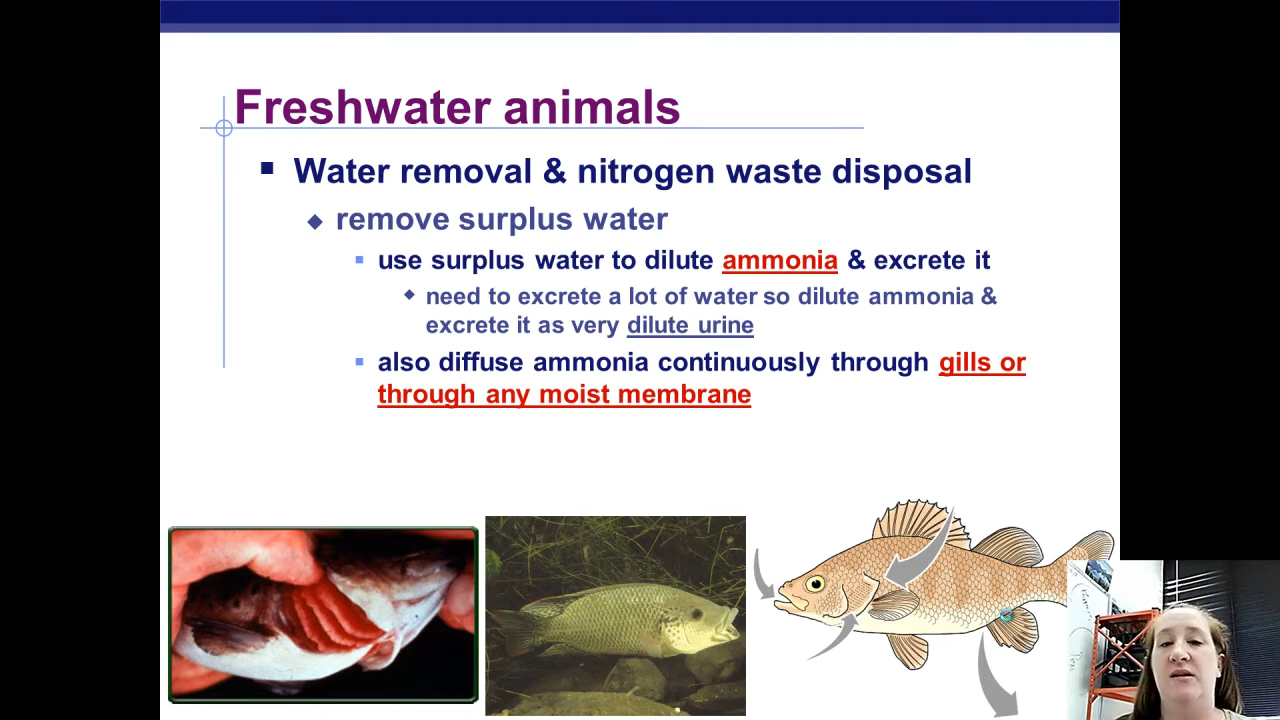 Freshwater animals
Water removal & nitrogen waste disposal
remove surplus water
use surplus water to dilute ammonia & excrete it
need to excrete a lot of water so dilute ammonia &
excrete it as very dilute urine
also diffuse ammonia continuously through gills or
through any moist membrane